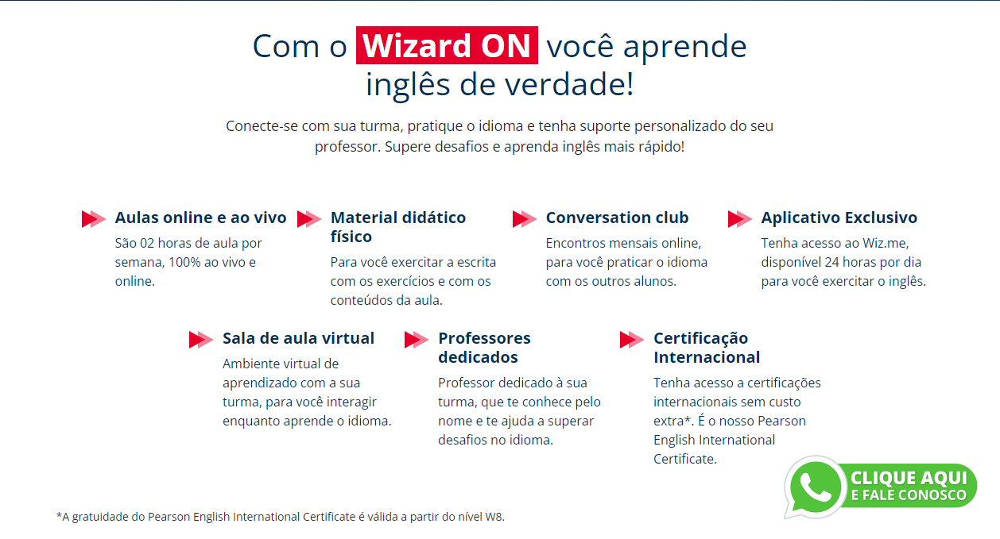 Com o Wizard ON você aprende
inglês de verdade!
Conecte-se com sua turma, pratique o idioma e tenha suporte personalizado do seu
professor. Supere desafios e aprenda inglês mais rápido!
Aulas online e ao vivo
São 02 horas de aula por
semana, 100% ao vivo e
online.
Material didático
físico
Para você exercitar a escrita
com os exercícios e com os
conteúdos da aula.
Conversation club
Encontros mensais online,
para você praticar o idioma
com os outros alunos.
Aplicativo Exclusivo
Tenha acesso ao Wiz.me,
disponível 24 horas por dia
para você exercitar o inglês.
Sala de aula virtual
Ambiente virtual de
aprendizado com a sua
turma, para você interagir
enquanto aprende o idioma.
Professores
dedicados
Professor dedicado à sua
turma, que te conhece pelo
nome e te ajuda a superar
desafios no idioma.
Certificação
Internacional
Tenha acesso a certificações
internacionais sem custo
extra*. É o nosso Pearson
English International
Certificate.
CLIQUE AQUI
E FALE CONOSCO
*A gratuidade do Pearson English International Certificate é válida a partir do nível W8.